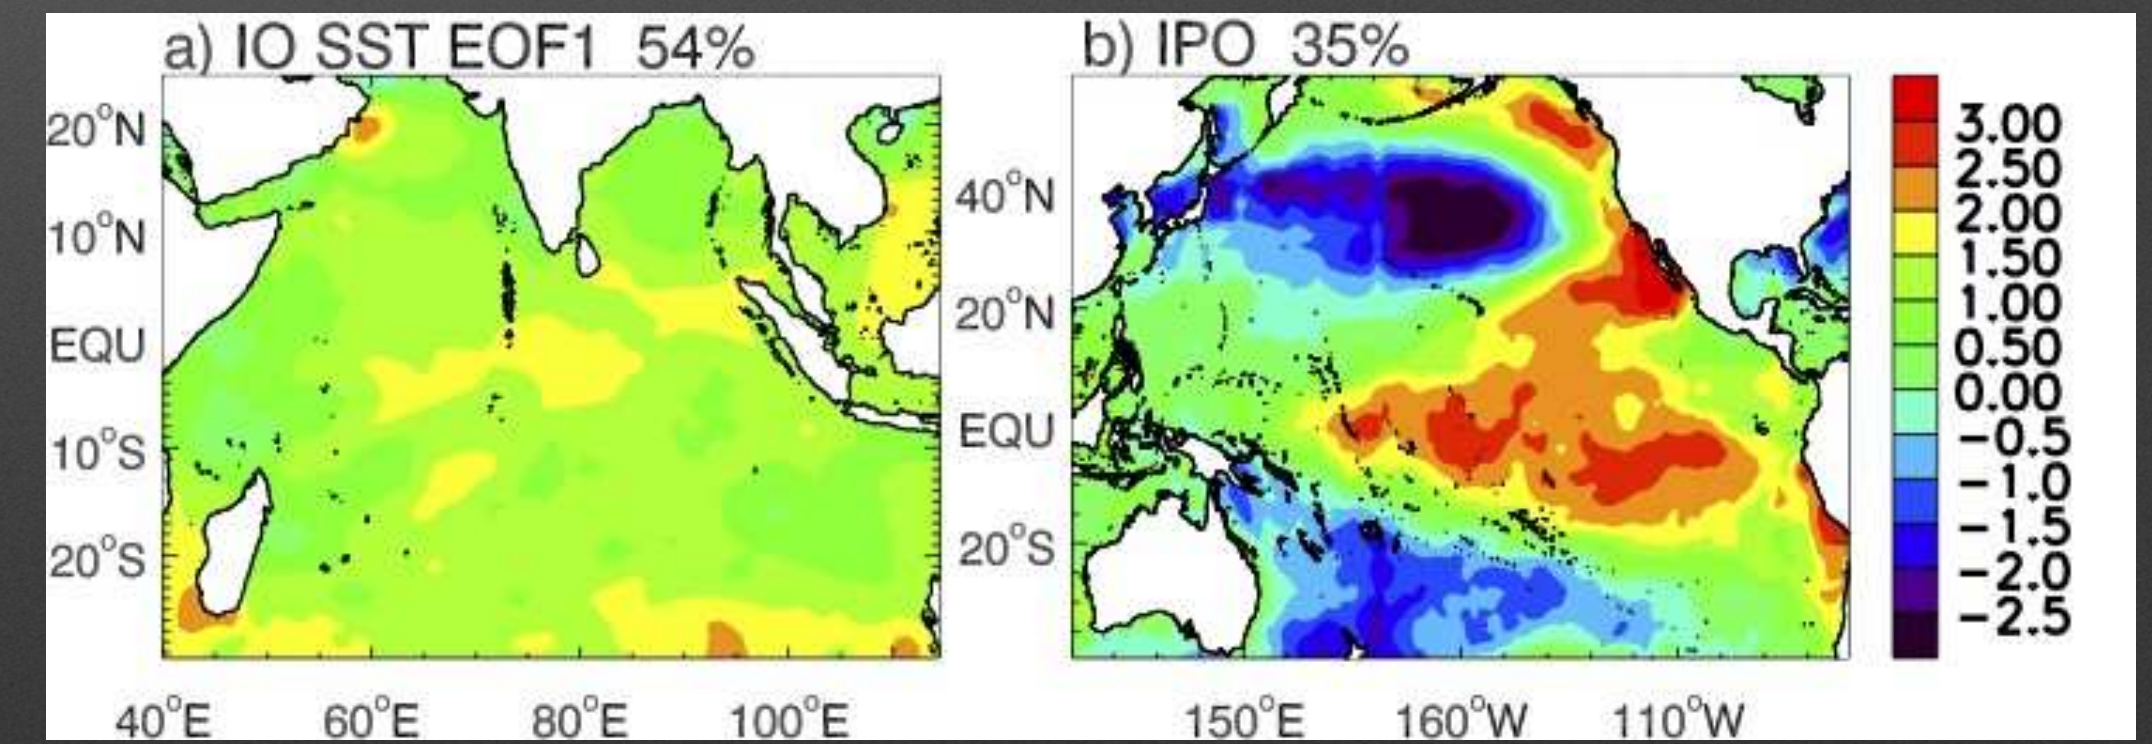 a) IO SST EOF1 54%
20°N
10°N
EQU
10°S
20°S
40°E 60°E 80°E 100°E
b) IPO 35%
40°N
20°N
EQU
20°S
150°E 160°W 110°W
3.00
2.50
2.00
1.50
1.00
0.50
0.00
−0.5
−1.0
−1.5
−2.0
−2.5